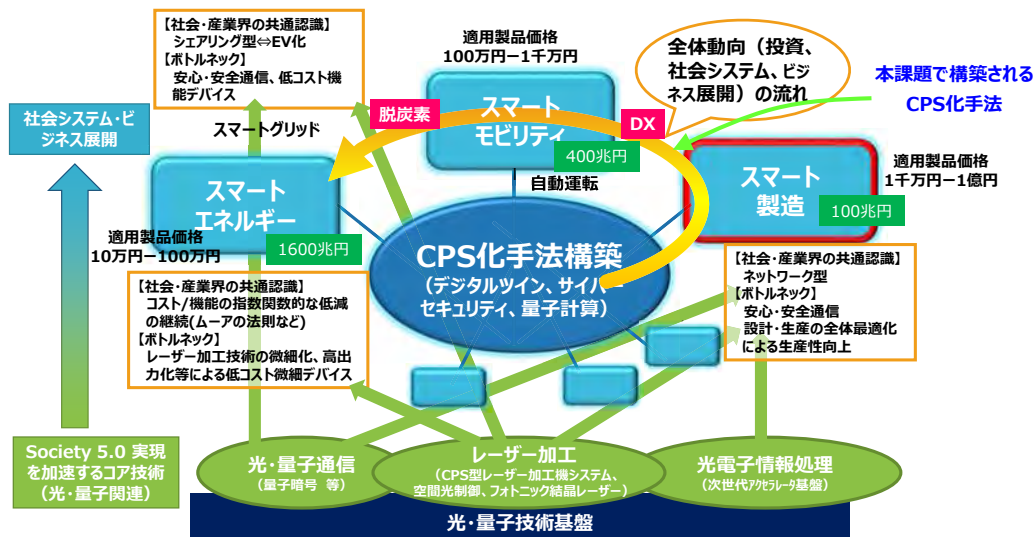 【社会・産業界の共通認識】
シェアリング型⇔EV化
【ボトルネック】
安心・安全通信、低コスト機
能デバイス
適用製品価格
100万円ー1千万円
全体動向（投資、
社会システム、ビジ
ネス展開）の流れ
本課題で構築される
CPS化手法
社会システム・ビ
ジネス展開
スマートグリッド
脱炭素
スマート
モビリティ
DX
400兆円
自動運転
スマート
エネルギー
1600兆円
適用製品価格
10万円ー100万円
スマート
製造
100兆円
適用製品価格
1千万円ー1億円
CPS化手法構築
（デジタルツイン、サイバー
セキュリティ、量子計算）
【社会・産業界の共通認識】
コスト/機能の指数関数的な低減
の継続(ムーアの法則など)
【ボトルネック】
レーザー加工技術の微細化、高出
力化等による低コスト微細デバイス
【社会・産業界の共通認識】
ネットワーク型
【ボトルネック】
安心・安全通信
設計・生産の全体最適化
による生産性向上
Society 5.0 実現
を加速するコア技術
（光・量子関連）
光・量子通信
（量子暗号 等）
レーザー加工
（CPS型レーザー加工機システム、
空間光制御、フォトニック結晶レーザー）
光電子情報処理
（次世代ｱｸｾﾗﾚｰﾀ基盤）
光・量子技術基盤